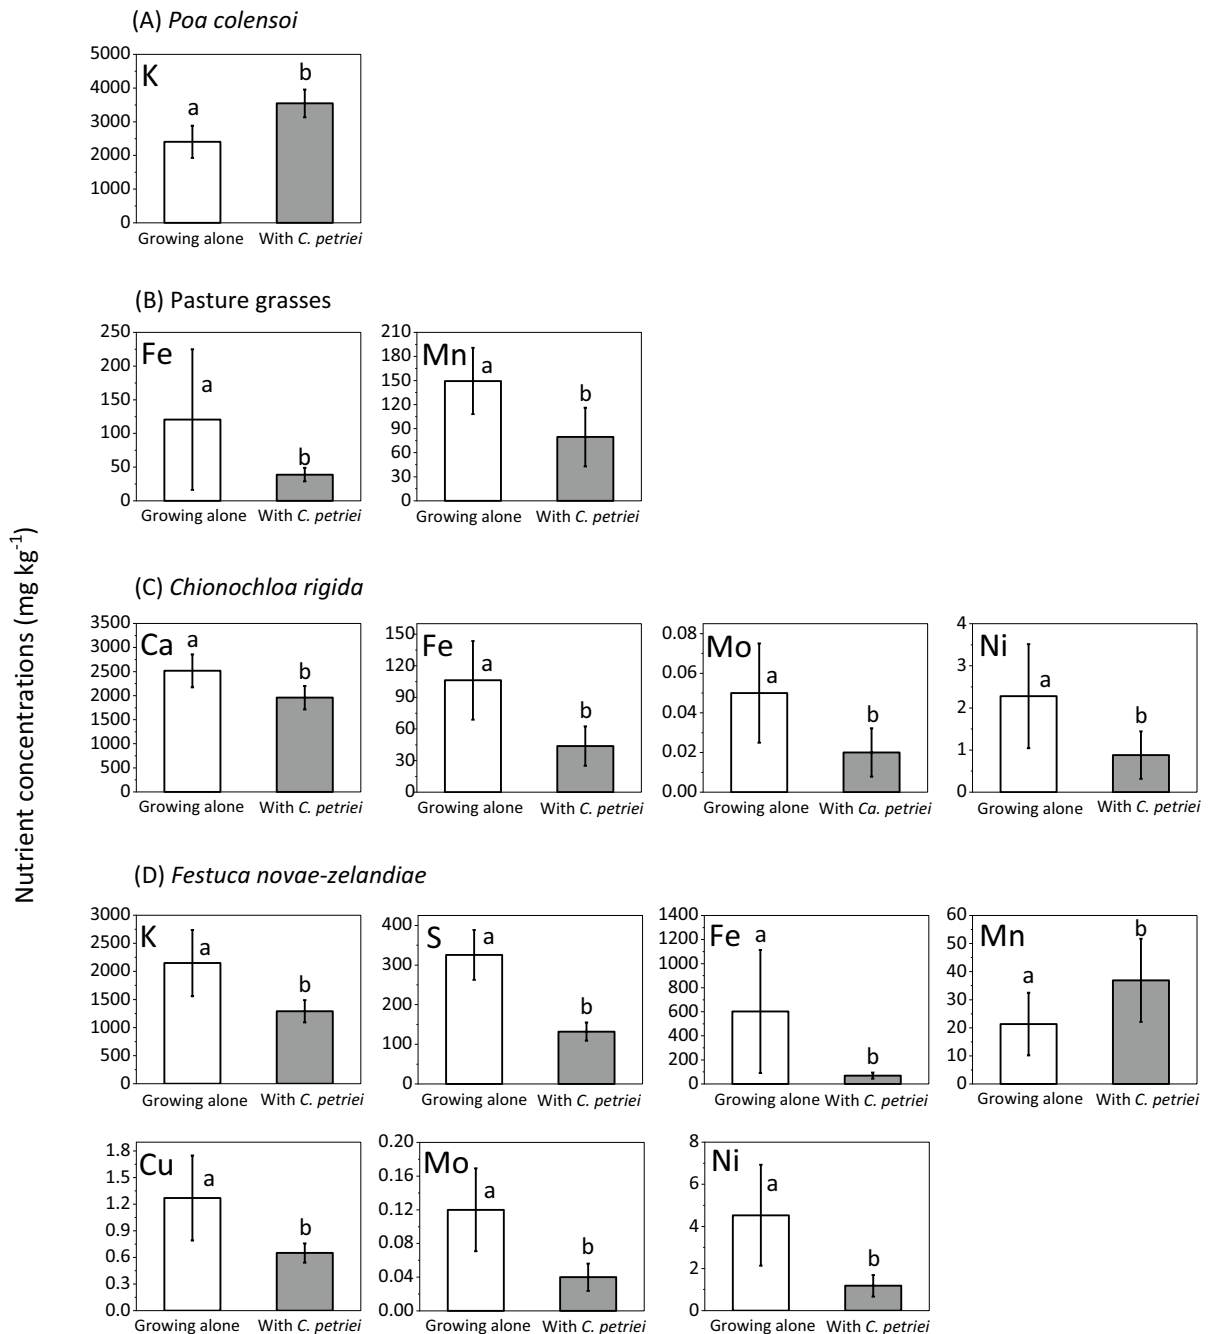 (A) Poa colensoi
5000
4000
3000
2000
1000
0
K
a
b
Growing alone
With C. petriei
(B) Pasture grasses
250
200
150
100
50
0
Fe
a
b
Growing alone
With C. petriei
210
180
150
120
90
60
30
0
Mn
a
b
Growing alone
With C. petriei
Nutrient concentrations (mg kg-1)
(C) Chionochloa rigida
3500
3000
2500
2000
1500
1000
500
0
Ca
a
b
Growing alone
With C. petriei
150
120
90
60
30
0
Fe
a
b
Growing alone
With C. petriei
0.08
0.06
0.04
0.02
0.00
Mo
a
b
Growing alone
With Ca. petriei
4
3
2
1
0
Ni
a
b
Growing alone
With C. petriei
(D) Festuca novae-zelandiae
3000
2500
2000
1500
1000
500
0
K
a
b
Growing alone
With C. petriei
400
300
200
100
0
S
a
b
Growing alone
With C. petriei
1400
1200
1000
800
600
400
200
0
Fe
a
b
Growing alone
With C. petriei
60
50
40
30
20
10
0
Mn
a
b
Growing alone
With C. petriei
1.8
1.5
1.2
0.9
0.6
0.3
0.0
Cu
a
b
Growing alone
With C. petriei
0.20
0.16
0.12
0.08
0.04
0.00
Mo
a
b
Growing alone
With C. petriei
8
6
4
2
0
Ni
a
b
Growing alone
With C. petriei